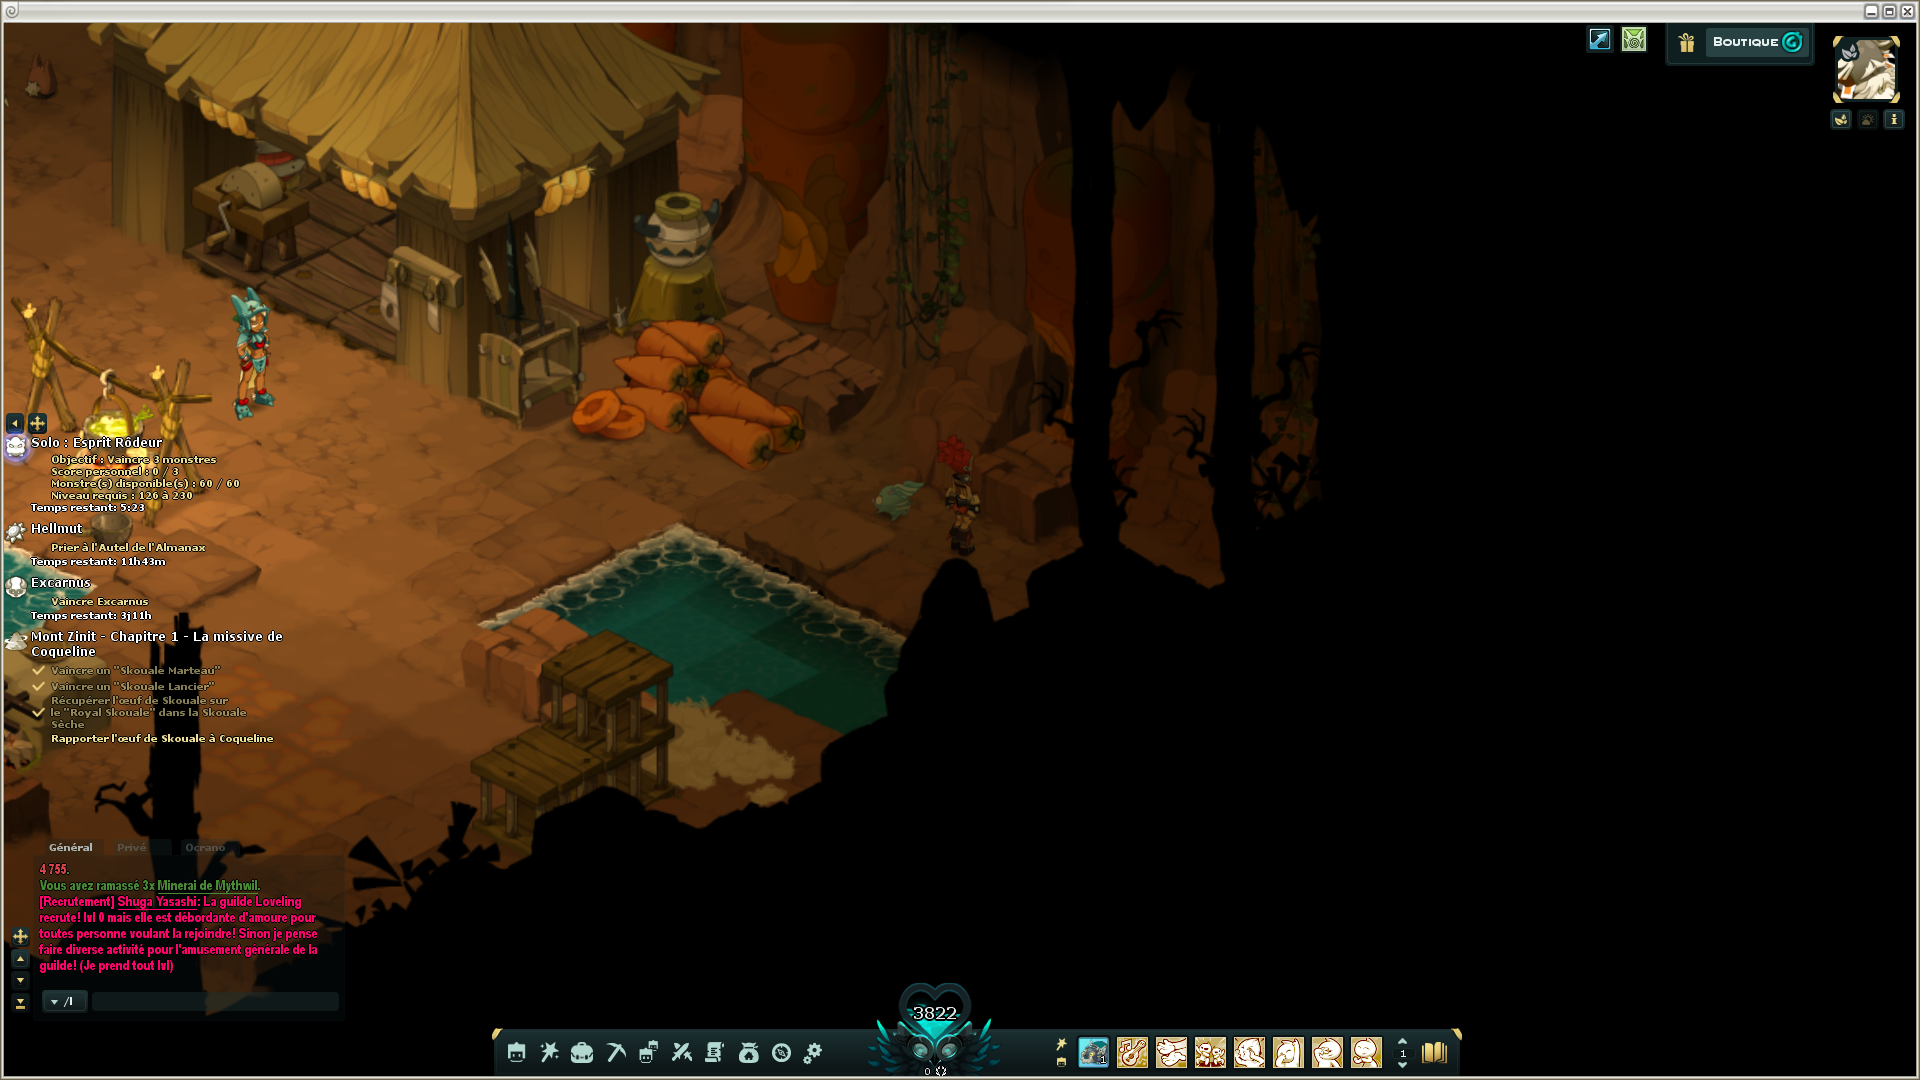 BOUTIQUE
Solo : Esprit Rôdeur
Objectif : Vaincre 3 monstres
Score personnel : 0 / 3
Monstre(s) disponible(s) : 60 / 60
Niveau requis : 126 à 230
Temps restant: 5:23
Hellmut
Prier à l'Autel de l'Almanax
Temps restant: 11h43m
Excarnus
Vaincre Excarnus
Temps restant: 3j11h
Mont Zinit - Chapitre 1 - La missive de
Coqueline
Vaincre un "Skouale Marteau"
Vaincre un "Skouale Lancier"
Récupérer l'œuf de Skouale sur
le "Royal Skouale" dans la Skouale
Sèche
Rapporter l'œuf de Skouale à Coqueline
Général Privé Ocrano
4 755.
Vous avez ramassé 3x Minerai de Mythwil.
[Recrutement] Shuga Yasashi: La guilde Loveling
recrute! lvl 0 mais elle est débordante d'amoure pour
toutes personne voulant la rejoindre! Sinon je pense
faire diverse activité pour l'amusement générale de la
guilde! (Je prend tout lvl)
/l
3822
0
1
1